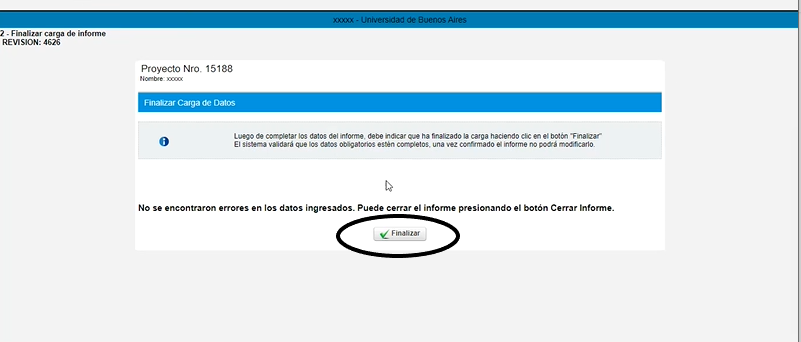 xxxxx - Universidad de Buenos Aires
2 - Finalizar carga de informe
REVISION: 4626
Proyecto Nro. 15188
Nombre: xxxxx
Finalizar Carga de Datos
Luego de completar los datos del informe, debe indicar que ha finalizado la carga haciendo clic en el botón "Finalizar"
El sistema validará que los datos obligatorios estén completos, una vez confirmado el informe no podrá modificarlo.
No se encontraron errores en los datos ingresados. Puede cerrar el informe presionando el botón Cerrar Informe.
Finalizar